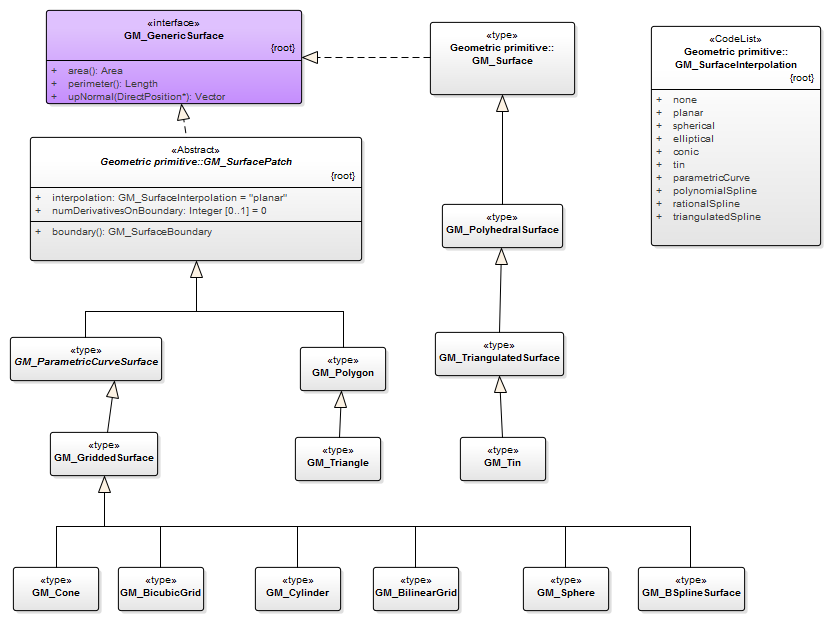 «interface»
GM_GenericSurface
{root}
+ area(): Area
+ perimeter(): Length
+ upNormal(DirectPosition*): Vector
«type»
Geometric primitive::
GM_Surface
«CodeList»
Geometric primitive::
GM_SurfaceInterpolation
{root}
+ none
+ planar
+ spherical
+ elliptical
+ conic
+ tin
+ parametricCurve
+ polynomialSpline
+ rationalSpline
+ triangulatedSpline
«Abstract»
Geometric primitive::GM_SurfacePatch
{root}
+ interpolation: GM_SurfaceInterpolation = "planar"
+ numDerivativesOnBoundary: Integer [0..1] = 0
+ boundary(): GM_SurfaceBoundary
«type»
GM_PolyhedralSurface
«type»
GM_ParametricCurveSurface
«type»
GM_Polygon
«type»
GM_TriangulatedSurface
«type»
GM_GriddedSurface
«type»
GM_Triangle
«type»
GM_Tin
«type»
GM_Cone
«type»
GM_BicubicGrid
«type»
GM_Cylinder
«type»
GM_BilinearGrid
«type»
GM_Sphere
«type»
GM_BSplineSurface